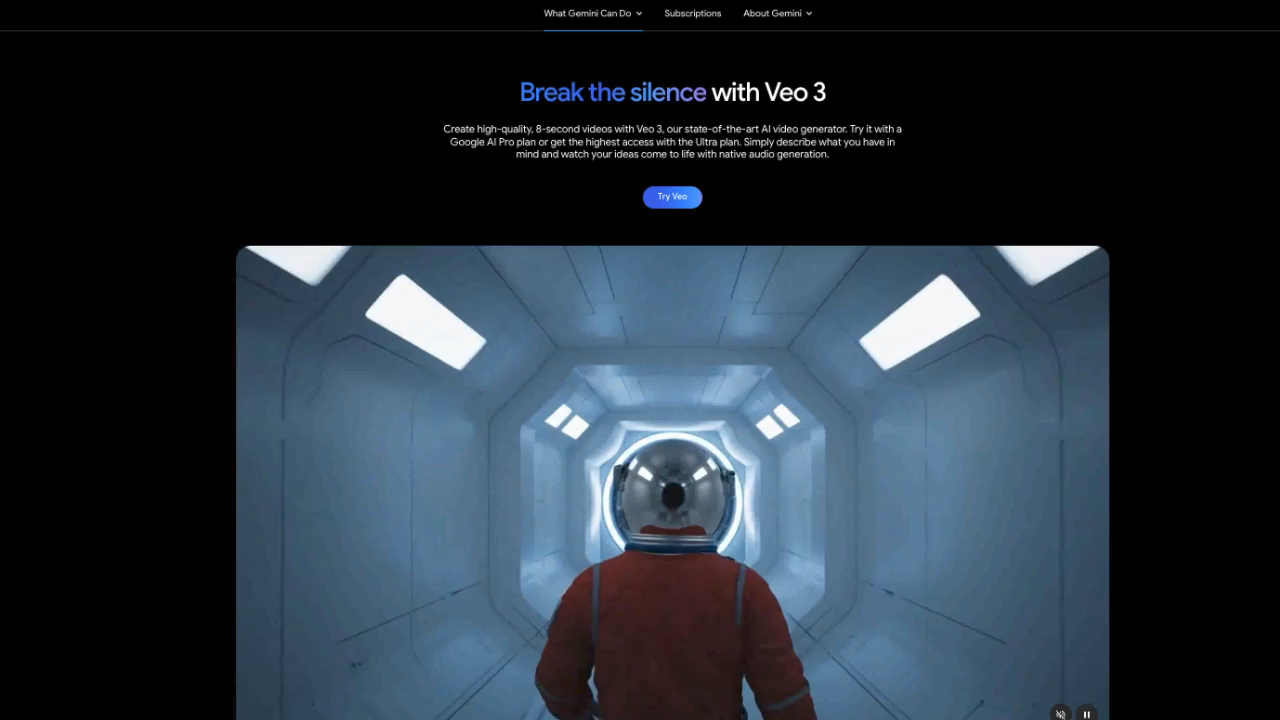 What Gemini Can Do
Subscriptions
About Gemini
Break the silence with Veo 3
Create high-quality, 8-second videos with Veo 3, our state-of-the-art AI video generator. Try it with a
Google AI Pro plan or get the highest access with the Ultra plan. Simply describe what you have in
mind and watch your ideas come to life with native audio generation.
Try Veo